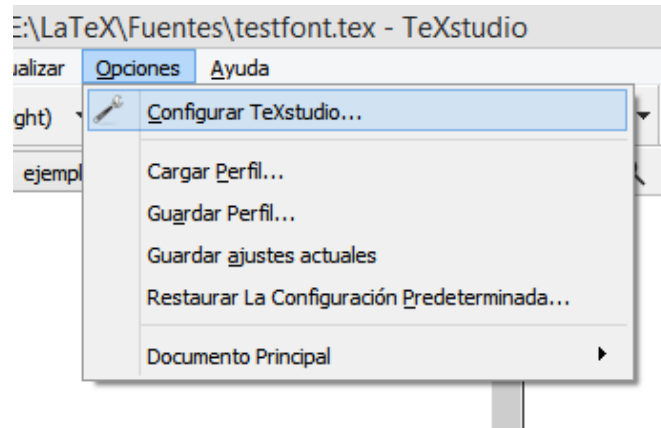 E:\LaTeX\Fuentes\testfont.tex - TeXstudio
ualizar Opciones Ayuda
ght) Configurar TeXstudio...
ejempl Cargar Perfil...
Guardar Perfil...
Guardar ajustes actuales
Restaurar La Configuración Predeterminada...
Documento Principal